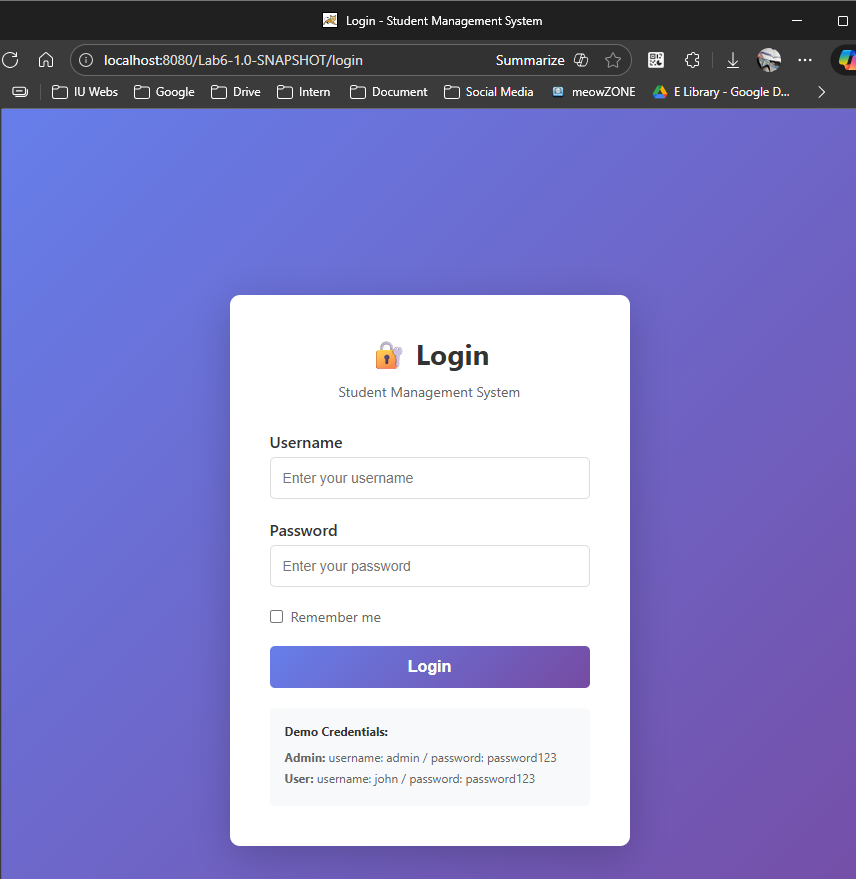 Login - Student Management System
localhost:8080/Lab6-1.0-SNAPSHOT/login Summarize
IU Webs Google Drive Intern Document Social Media meowZONE E Library - Google D...
Login
Student Management System
Username
Enter your username
Password
Enter your password
Remember me
Login
Demo Credentials:
Admin: username: admin / password: password123
User: username: john / password: password123